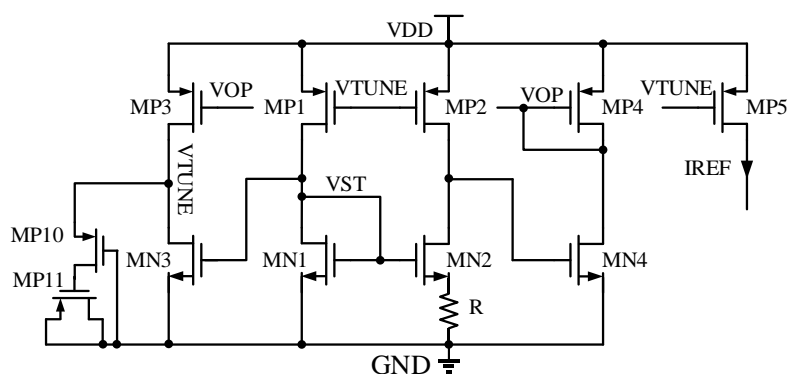 VDD
VOP
VTUNE
VOP
VTUNE
MP3
MP1
MP2
MP4
MP5
VTUNE
VST
IREF
MP10
MP11
MN3
MN1
MN2
MN4
R
GND